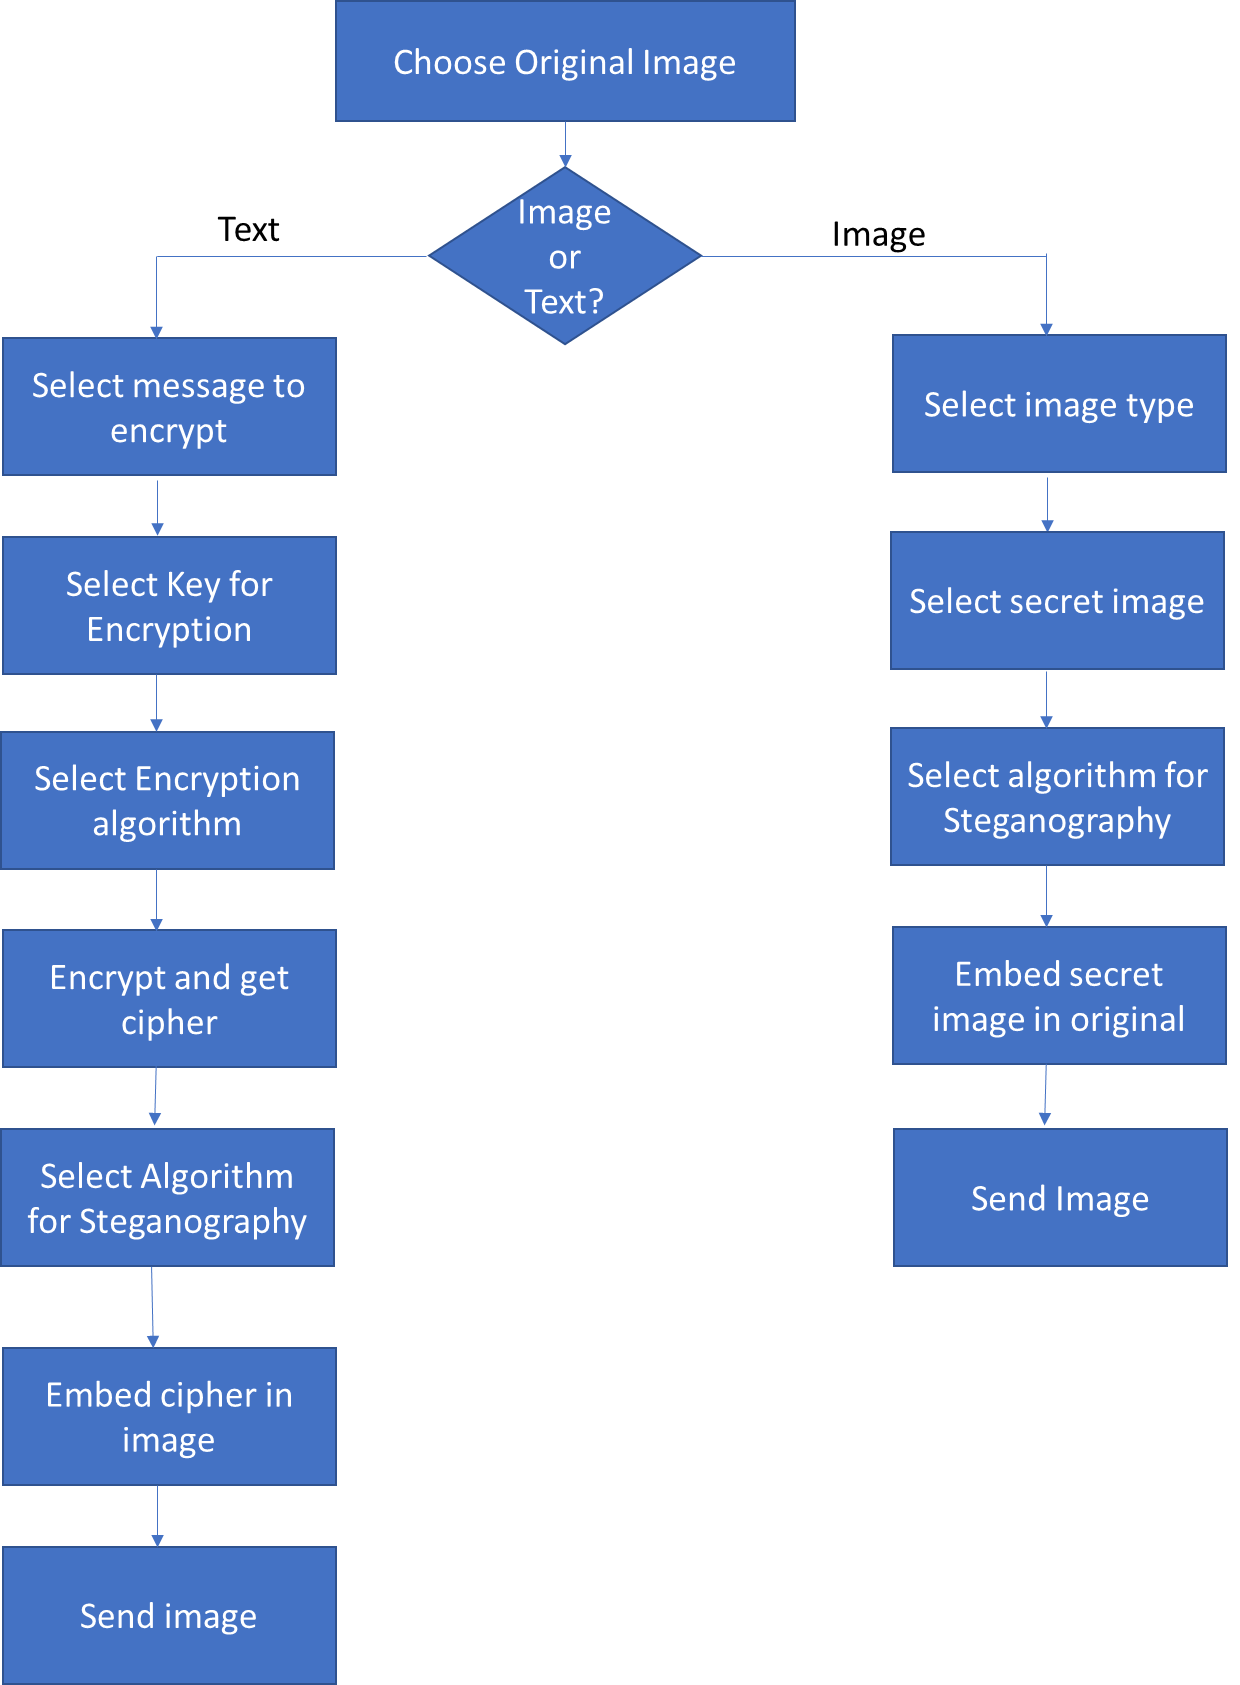 Choose Original Image
Image
or
Text?
Text
Image
Select message to
encrypt
Select Key for
Encryption
Select Encryption
algorithm
Encrypt and get
cipher
Select Algorithm
for Steganography
Embed cipher in
image
Send image
Select image type
Select secret image
Select algorithm for
Steganography
Embed secret
image in original
Send Image